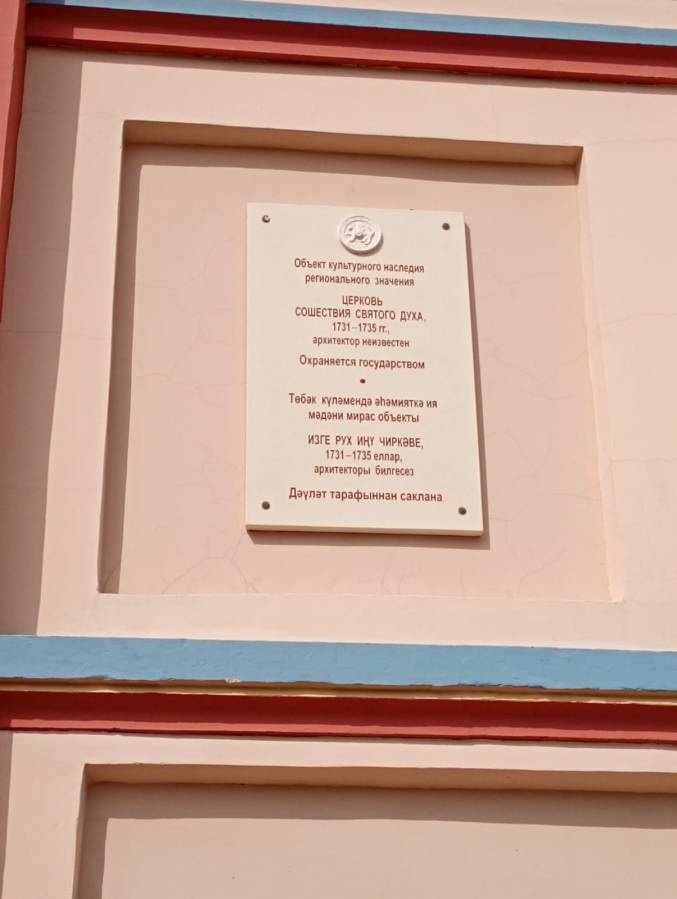 Объект культурного наследия
регионального значения
ЦЕРКОВЬ
СОШЕСТВИЯ СВЯТОГО ДУХА,
1731–1735 гг.,
архитектор неизвестен
Охраняется государством
•
Төбәк күләмендә әһәмияткә ия
мәдәни мирас объекты
ИЗГЕ РУХ ИҢҮ ЧИРКӘВЕ,
1731–1735 еллар,
архитекторы билгесез
Дәүләт тарафыннан саклана